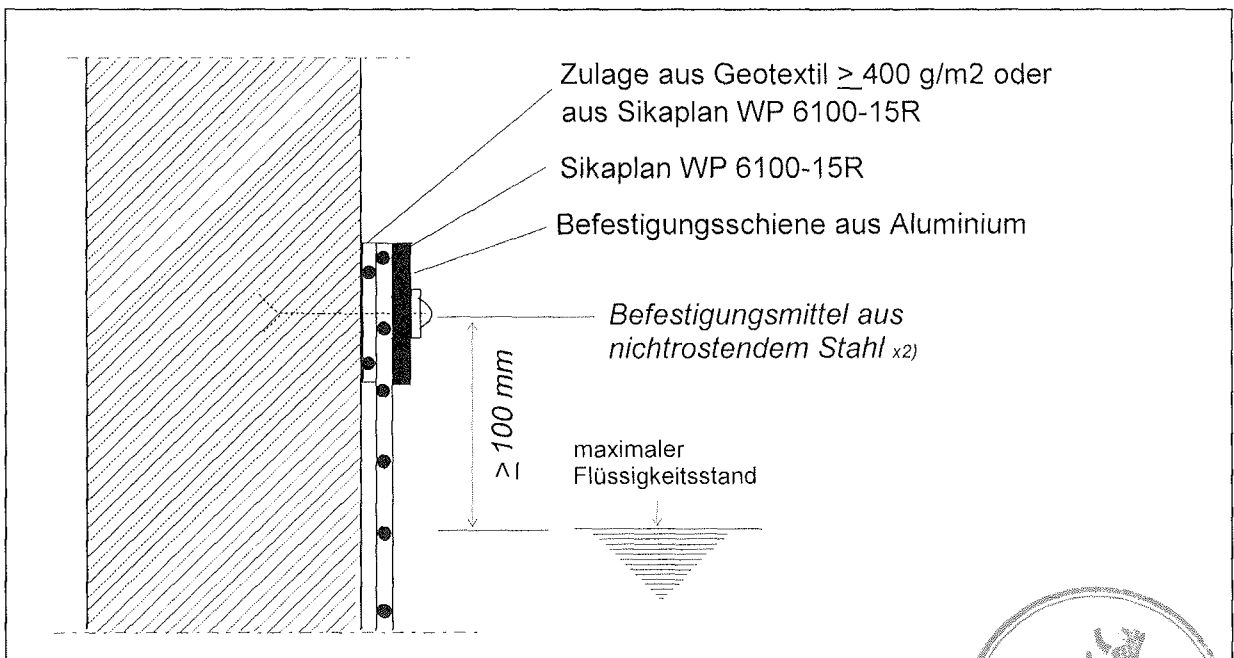 Zulage aus Geotextil ≥ 400 g/m2 oder
aus Sikaplan WP 6100-15R
Sikaplan WP 6100-15R
Befestigungsschiene aus Aluminium
Befestigungsmittel aus
nichtrostendem Stahl x2)
≥ 100 mm
maximaler
Flüssigkeitsstand